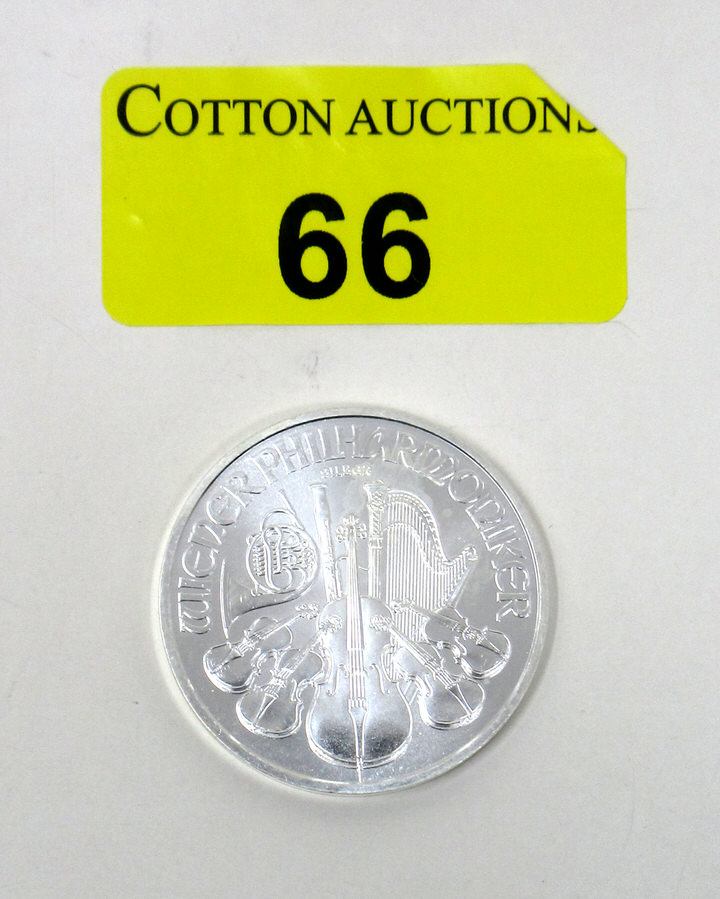 COTTON AUCTIONS
66
WIENER PHILHARMONIKER
SILBER